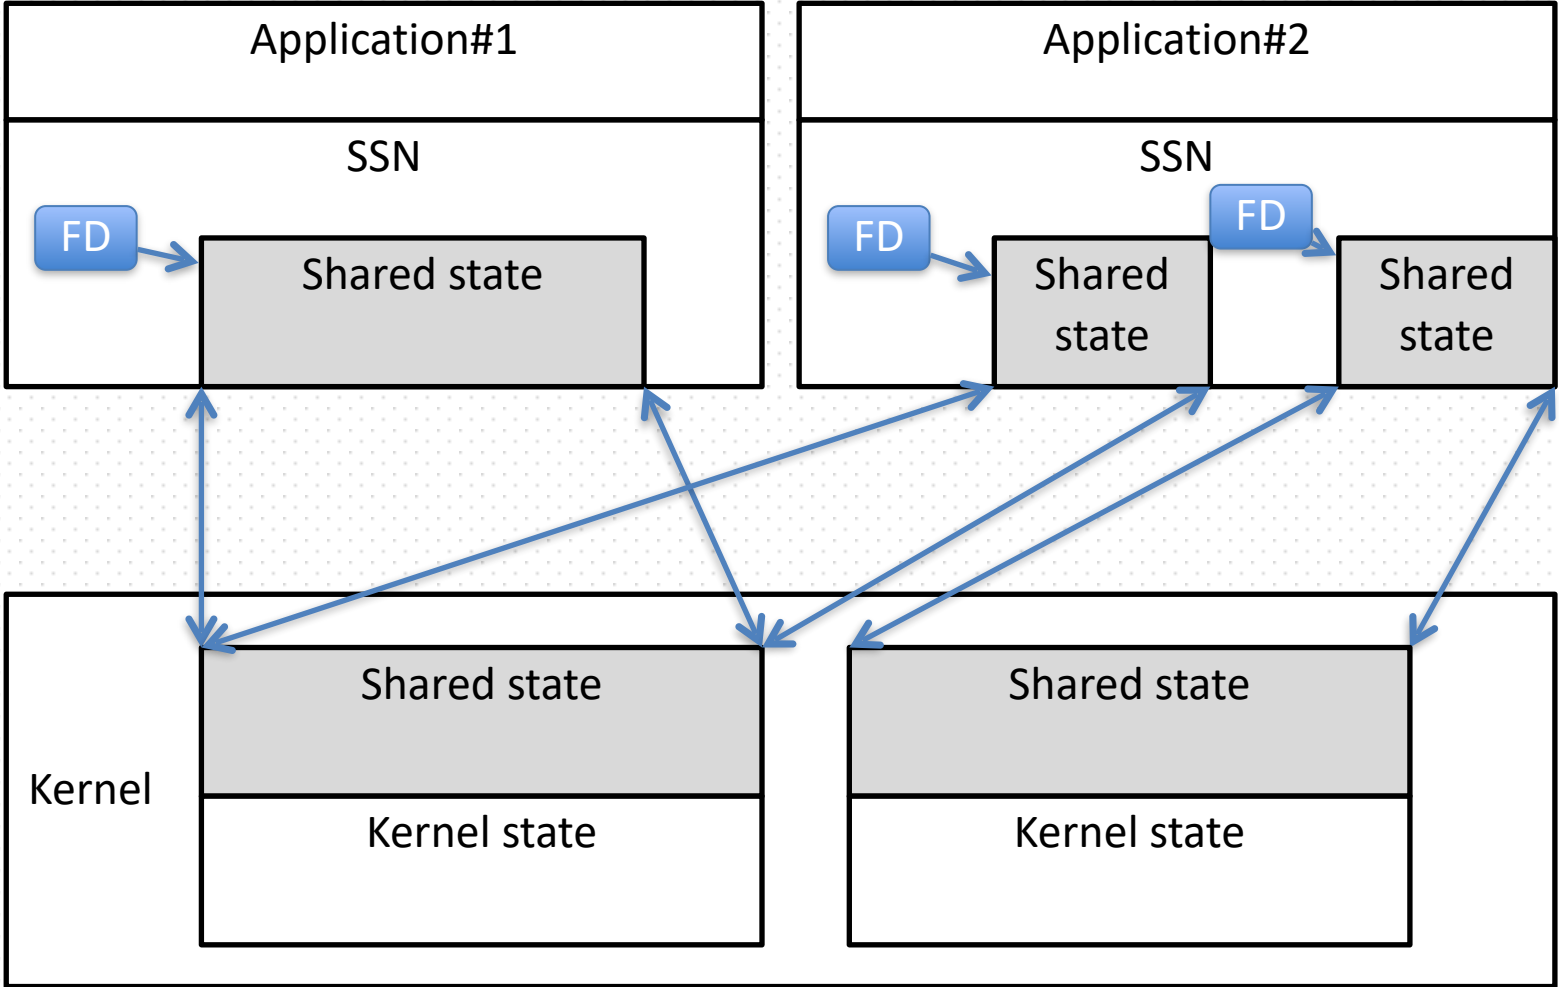 Application#1
Application#2
SSN
SSN
FD
FD
FD
Shared state
Shared
state
Shared
state
Kernel
Shared state
Kernel state
Shared state
Kernel state